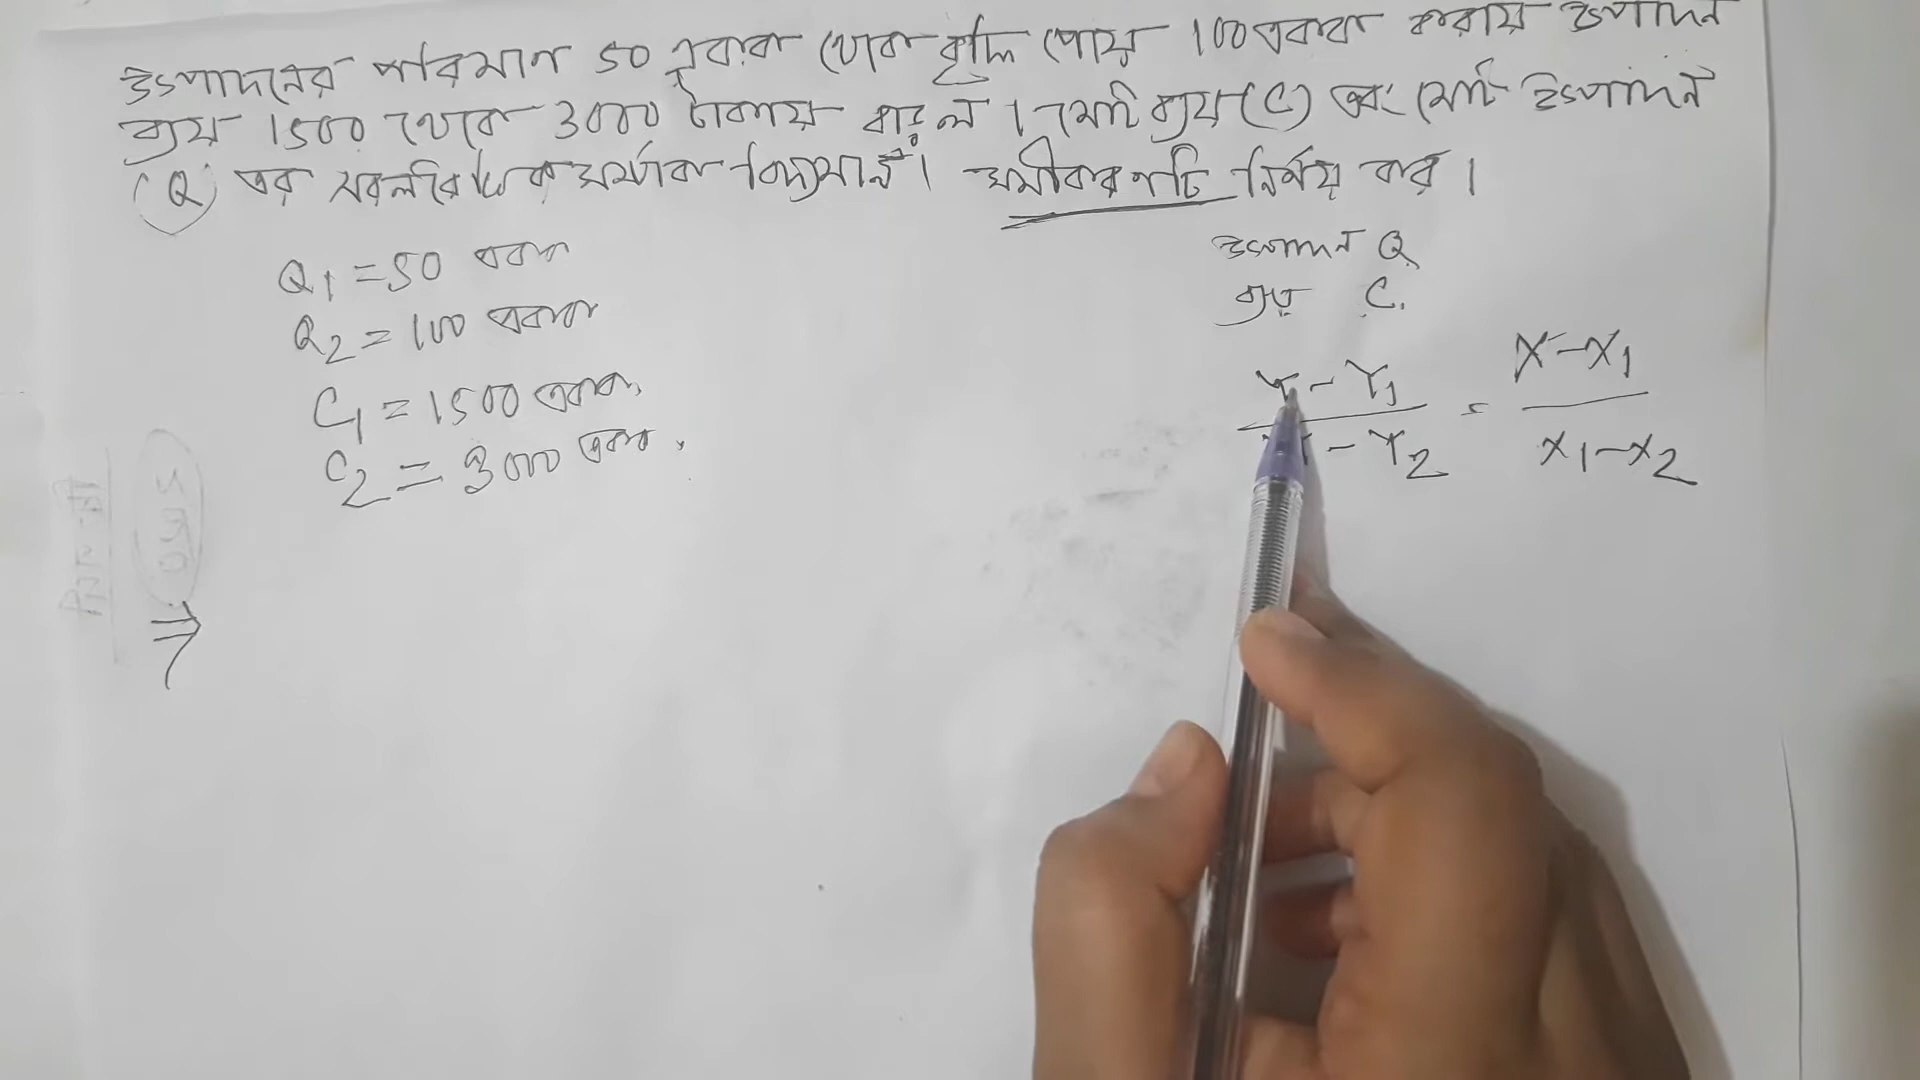 উৎপাদনের পরিমান 50 একক থেকে বৃদ্ধি পেয়ে 100 একক করায় উৎপাদন
ব্যয় 1500 থেকে 3000 টাকায় বাড়ল । মোট ব্যয় (C) এবং মোট উৎপাদন
(Q) এর সরলরৈখিক সম্পর্ক বিদ্যমান । সমীকরণটি নির্ণয় কর ।
Q1 = 50 একক
Q2 = 100 একক
C1 = 1500 একক,
C2 = 3000 একক,
উৎপাদন Q
ব্যয় C.
Y - Y1 / - Y2 = X - X1 / X1 - X2
⇒